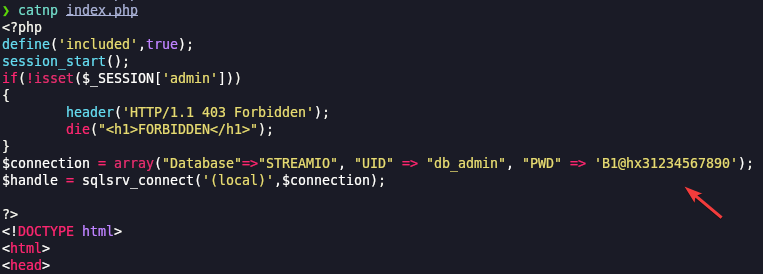 ❯ catnp index.php
<?php
define('included',true);
session_start();
if(!isset($_SESSION['admin']))
{
        header('HTTP/1.1 403 Forbidden');
        die("<h1>FORBIDDEN</h1>");
}
$connection = array("Database"=>"STREAMIO", "UID" => "db_admin", "PWD" => 'B1@hx31234567890');
$handle = sqlsrv_connect('(local)',$connection);

?>
<!DOCTYPE html>
<html>
<head>